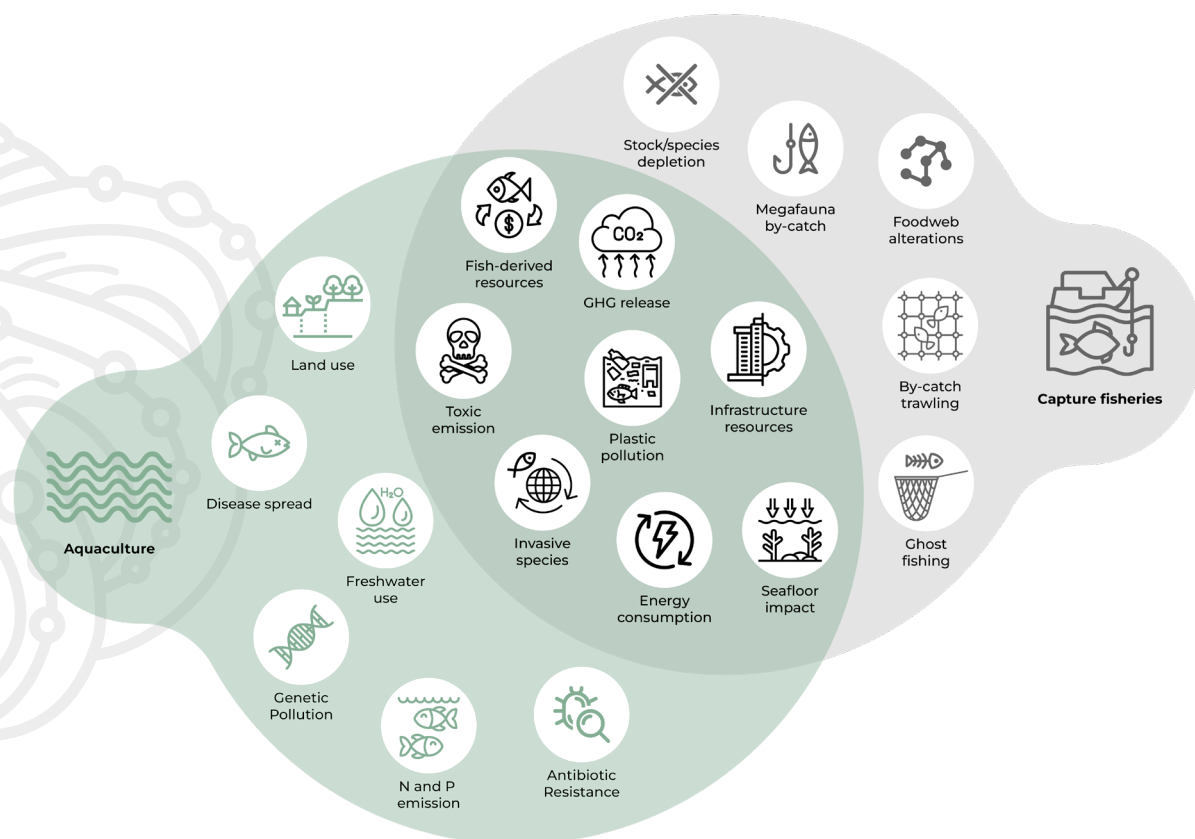 Stock/species
depletion
Megafauna
by-catch
Foodweb
alterations
$
Fish-derived
resources
CO₂
GHG release
Land use
Toxic
emission
Plastic
pollution
Infrastructure
resources
By-catch
trawling
Capture fisheries
Disease spread
H₂O
Freshwater
use
Aquaculture
Invasive
species
Energy
consumption
Seafloor
impact
Ghost
fishing
Genetic
Pollution
N and P
emission
Antibiotic
Resistance